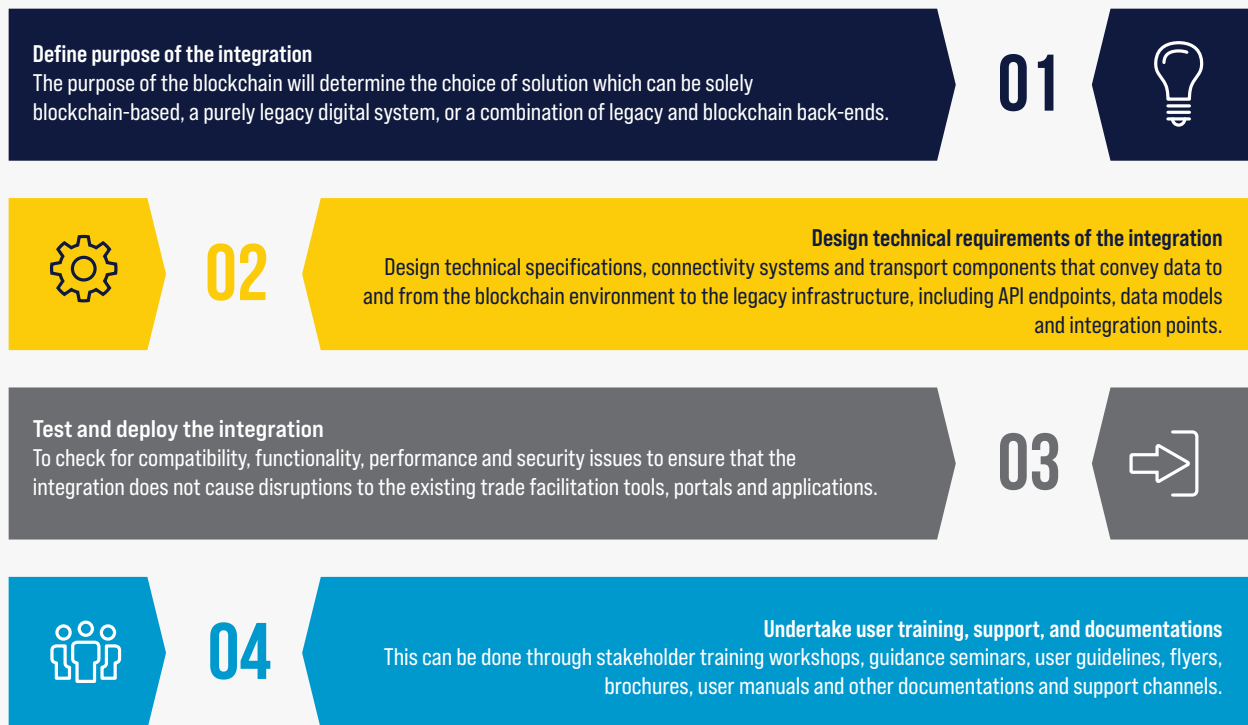 Define purpose of the integration
The purpose of the blockchain will determine the choice of solution which can be solely
blockchain-based, a purely legacy digital system, or a combination of legacy and blockchain back-ends.
01
02
Design technical requirements of the integration
Design technical specifications, connectivity systems and transport components that convey data to
and from the blockchain environment to the legacy infrastructure, including API endpoints, data models
and integration points.
Test and deploy the integration
To check for compatibility, functionality, performance and security issues to ensure that the
integration does not cause disruptions to the existing trade facilitation tools, portals and applications.
03
04
Undertake user training, support, and documentations
This can be done through stakeholder training workshops, guidance seminars, user guidelines, flyers,
brochures, user manuals and other documentations and support channels.